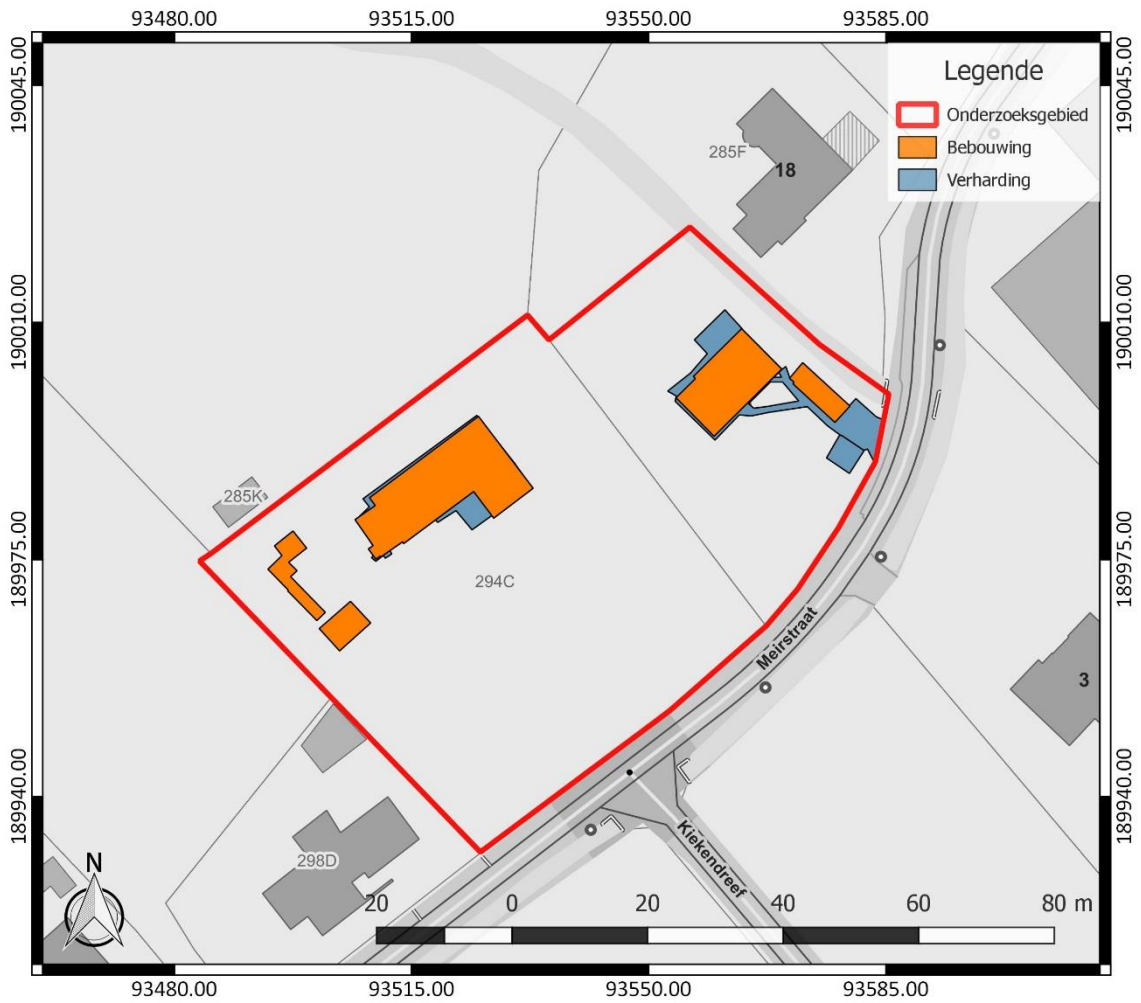 93480.00 93515.00 93550.00 93585.00
190045.00 190045.00
Legende
Onderzoeksgebied
Bebouwing
Verharding
285F
18
190010.00 190010.00
285K
189975.00 189975.00
294C
Meirstraat
3
189940.00 189940.00
Kiekendreef
298D
N
20 0 20 40 60 80 m
93480.00 93515.00 93550.00 93585.00